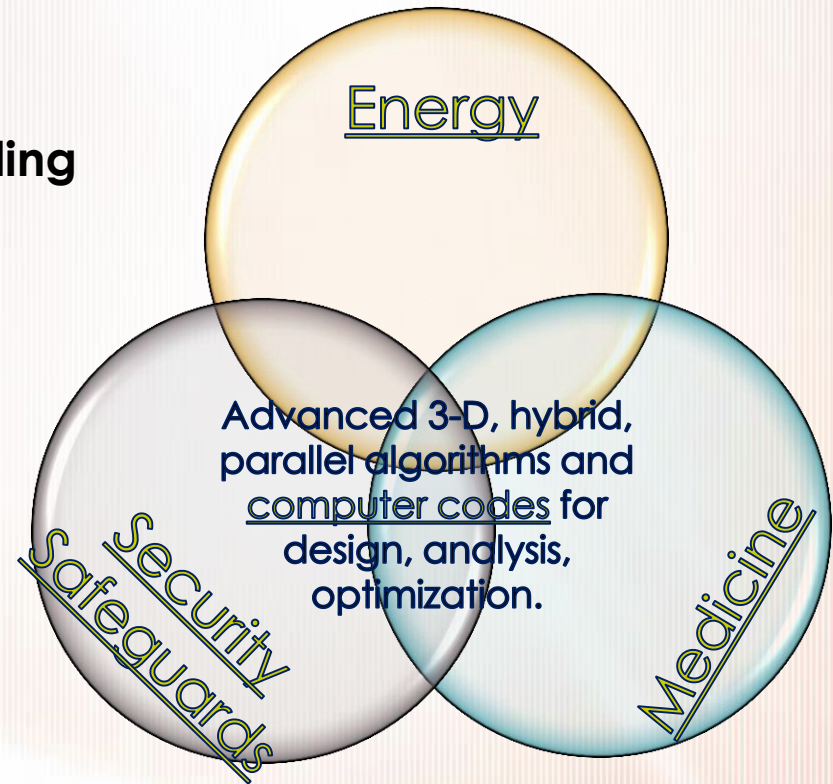 ling
Energy
Advanced 3-D, hybrid,
parallel algorithms and
computer codes for
design, analysis,
optimization.
Security
Safeguards
Medicine